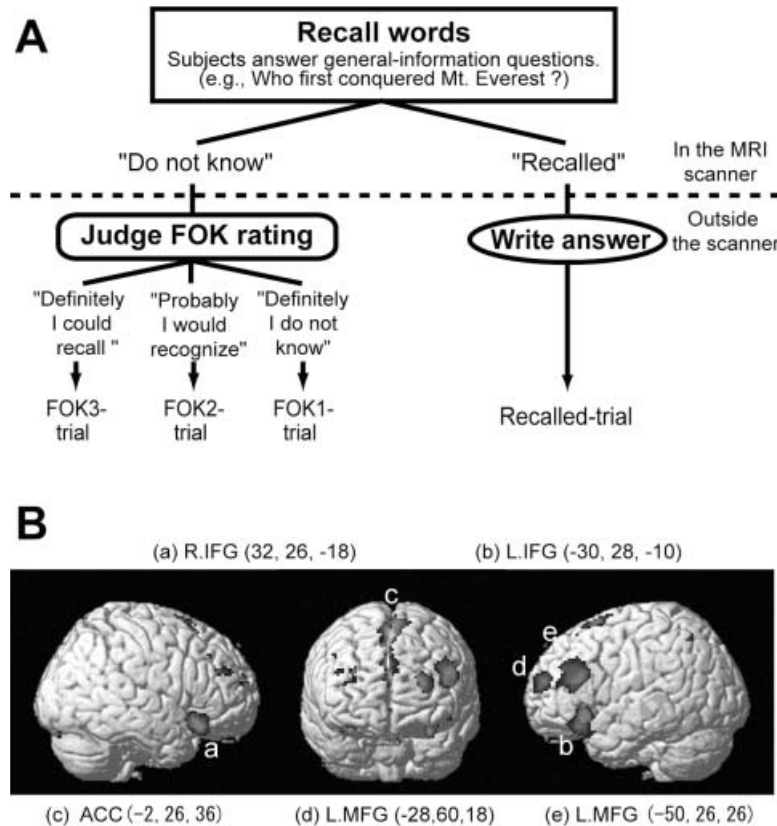 A
Recall words
Subjects answer general-information questions.
(e.g., Who first conquered Mt. Everest ?)
"Do not know"
"Recalled"
In the MRI
scanner
Judge FOK rating
Write answer
Outside
the scanner
"Definitely
I could
recall "
"Probably
I would
recognize"
"Definitely
I do not
know"
FOK3-
trial
FOK2-
trial
FOK1-
trial
Recalled-trial
B
(a) R.IFG (32, 26, -18)
(b) L.IFG (-30, 28, -10)
a
c
e
d
b
(c) ACC (-2, 26, 36)
(d) L.MFG (-28,60,18)
(e) L.MFG (-50, 26, 26)